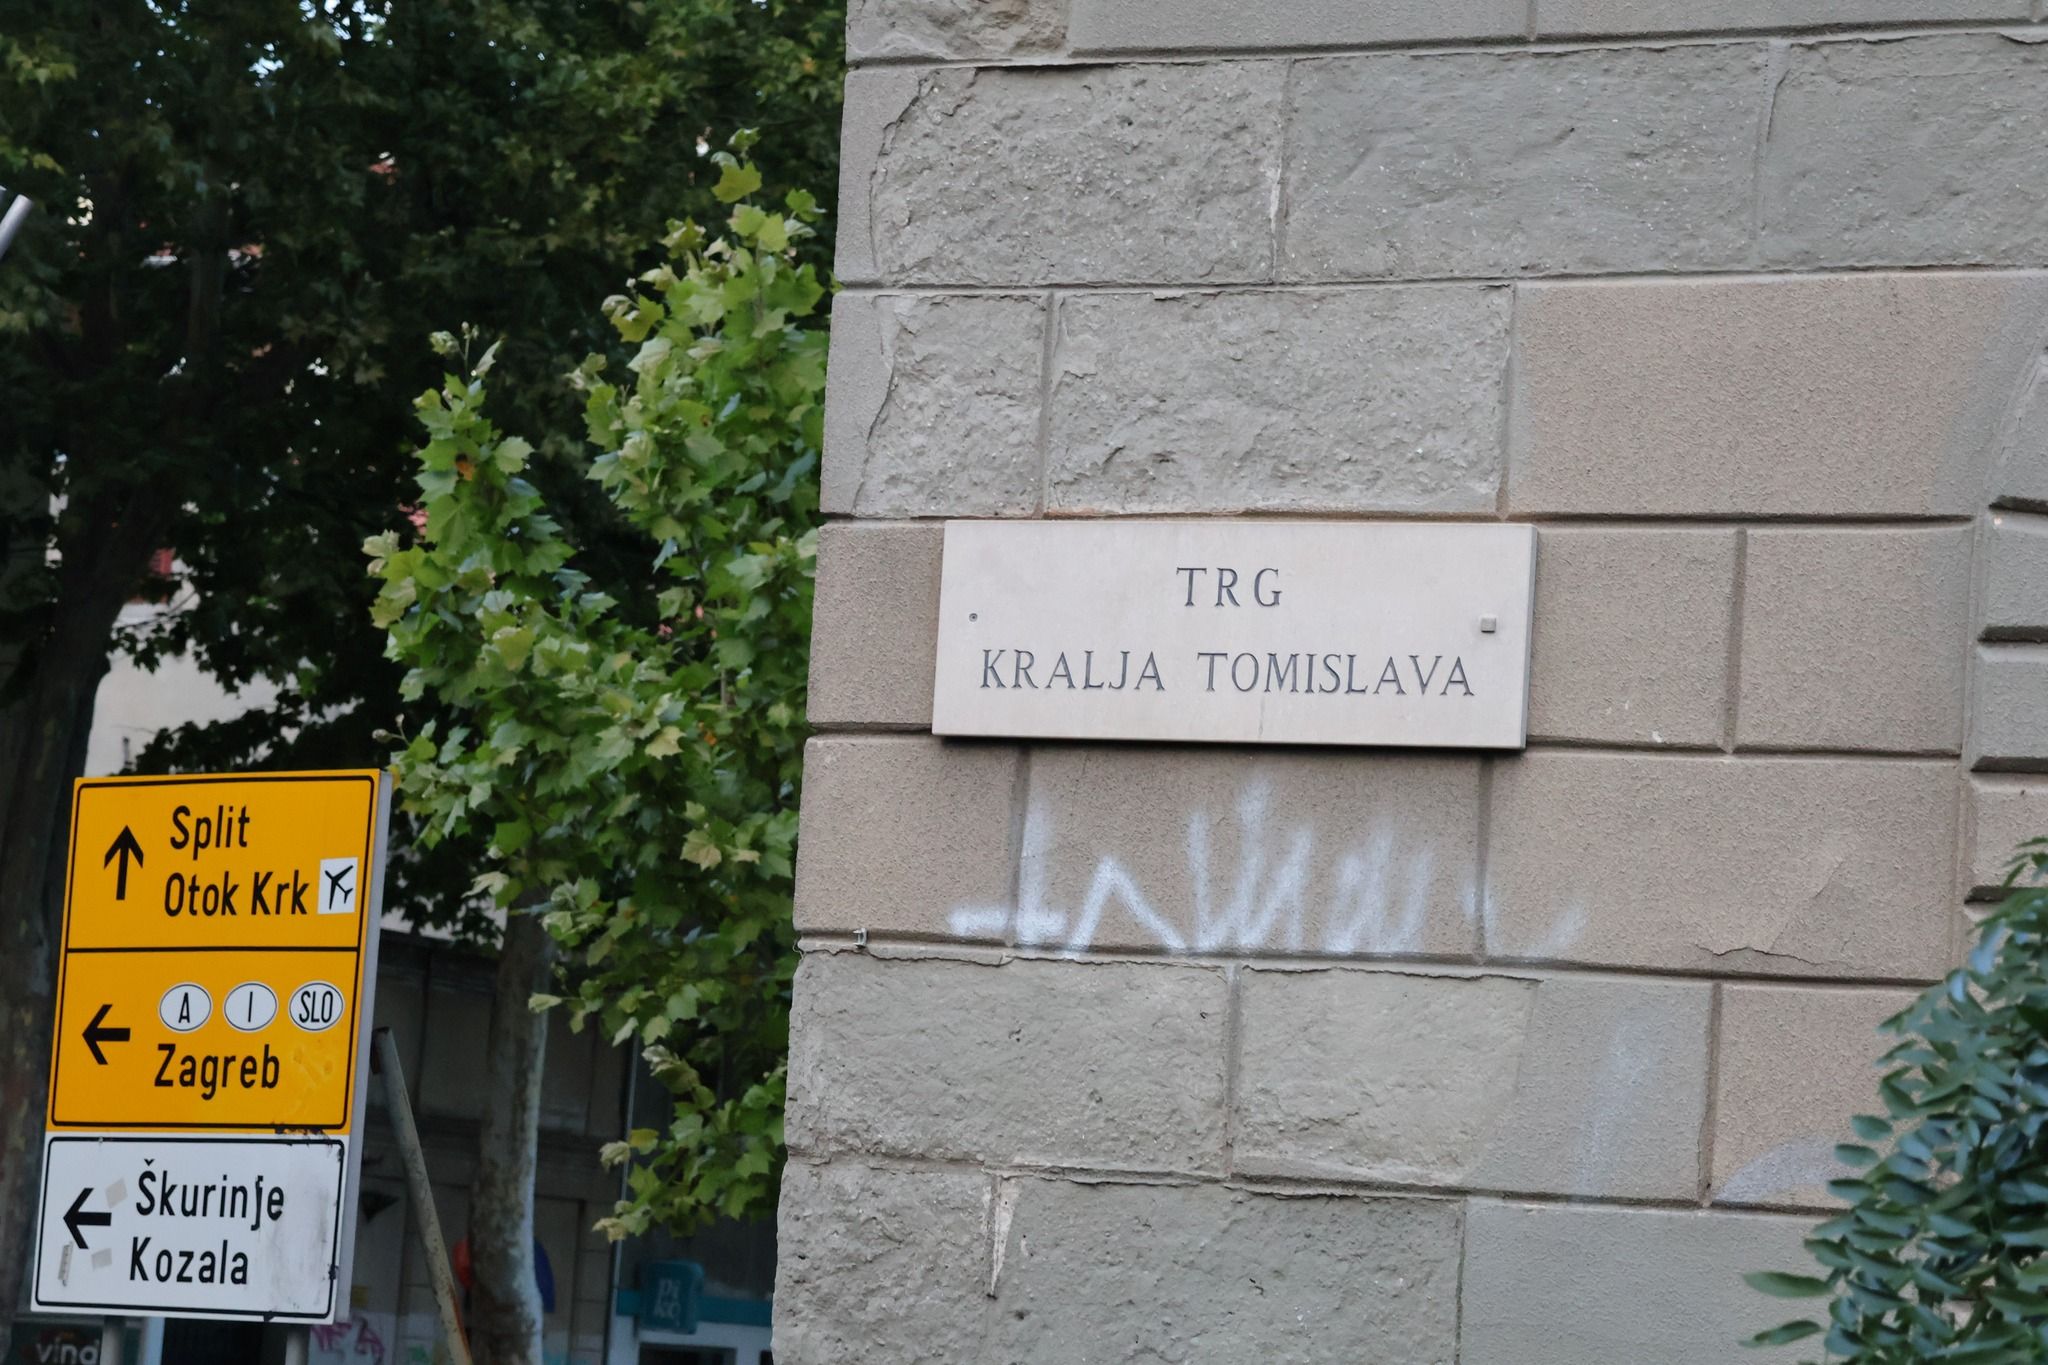 TRG
KRALJA TOMISLAVA
Split
Otok Krk
A I SLO
Zagreb
Škurinje
Kozala